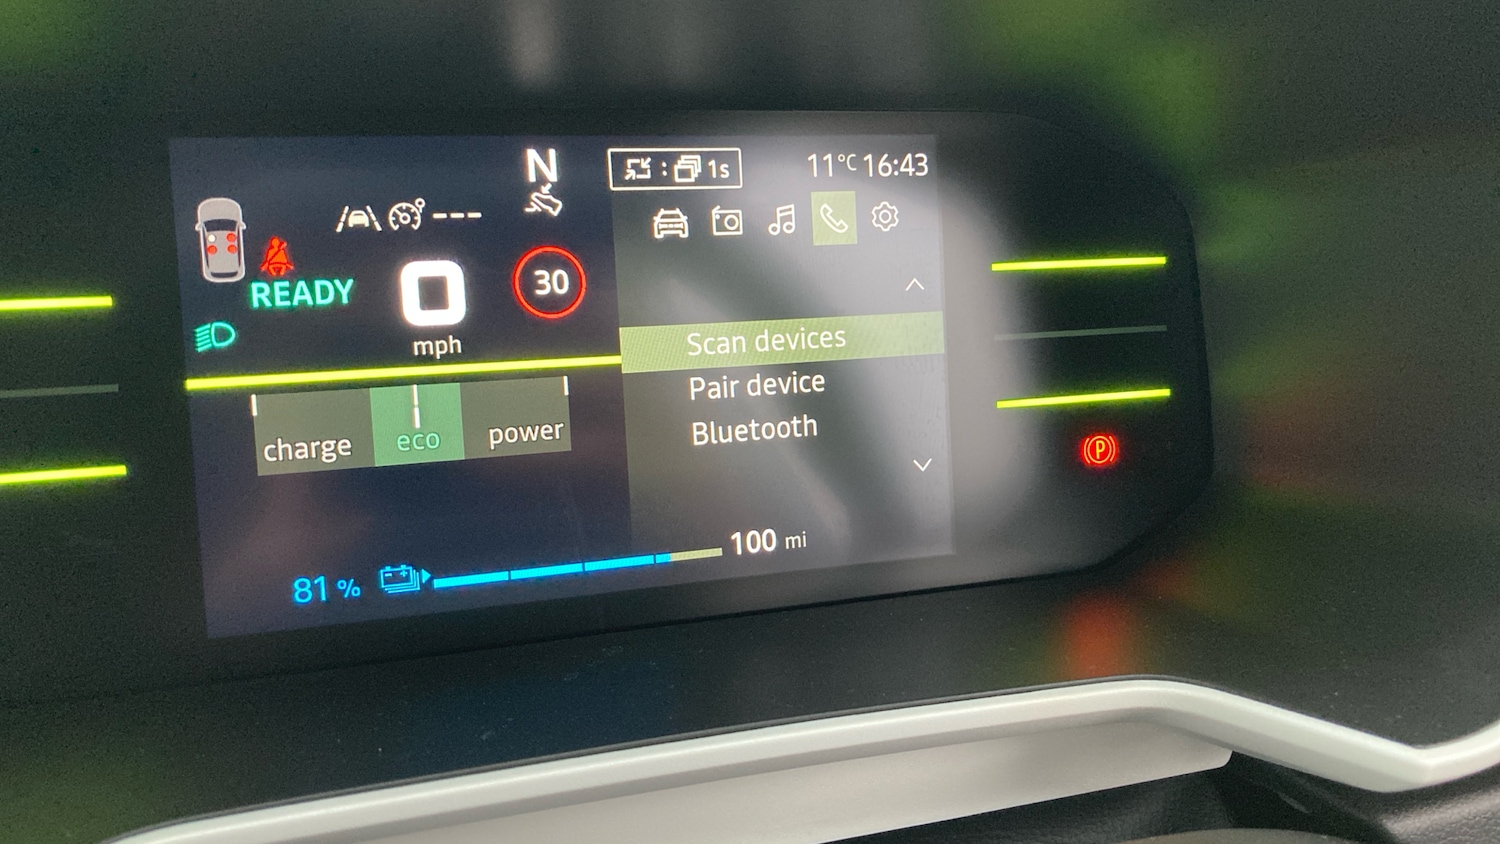 N
1s
11°C 16:43
---
READY
0
30
mph
Scan devices
Pair device
Bluetooth
charge
eco
power
P
100 mi
81 %